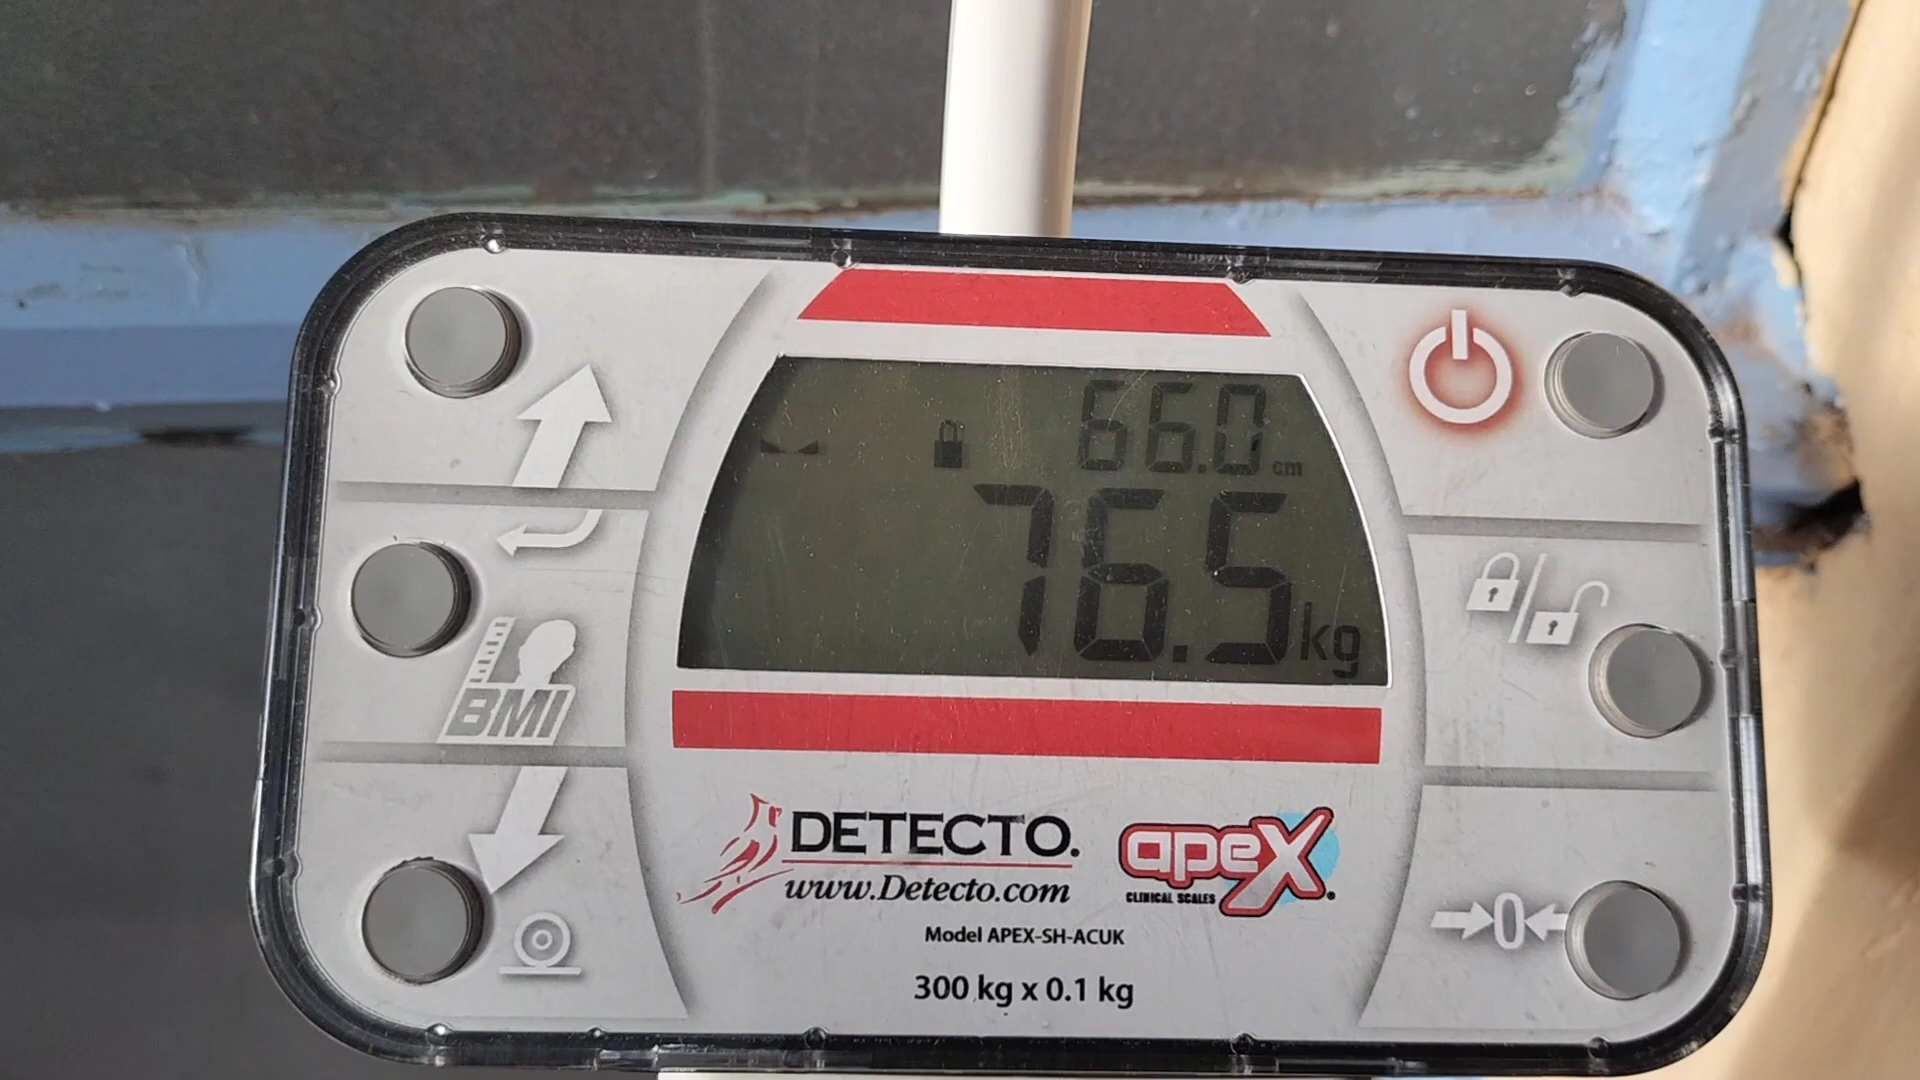 66.0 cm
76.5 kg
BMI
DETECTO.
www.Detecto.com
apex
CLINICAL SCALES
Model APEX-SH-ACUK
300 kg x 0.1 kg
0